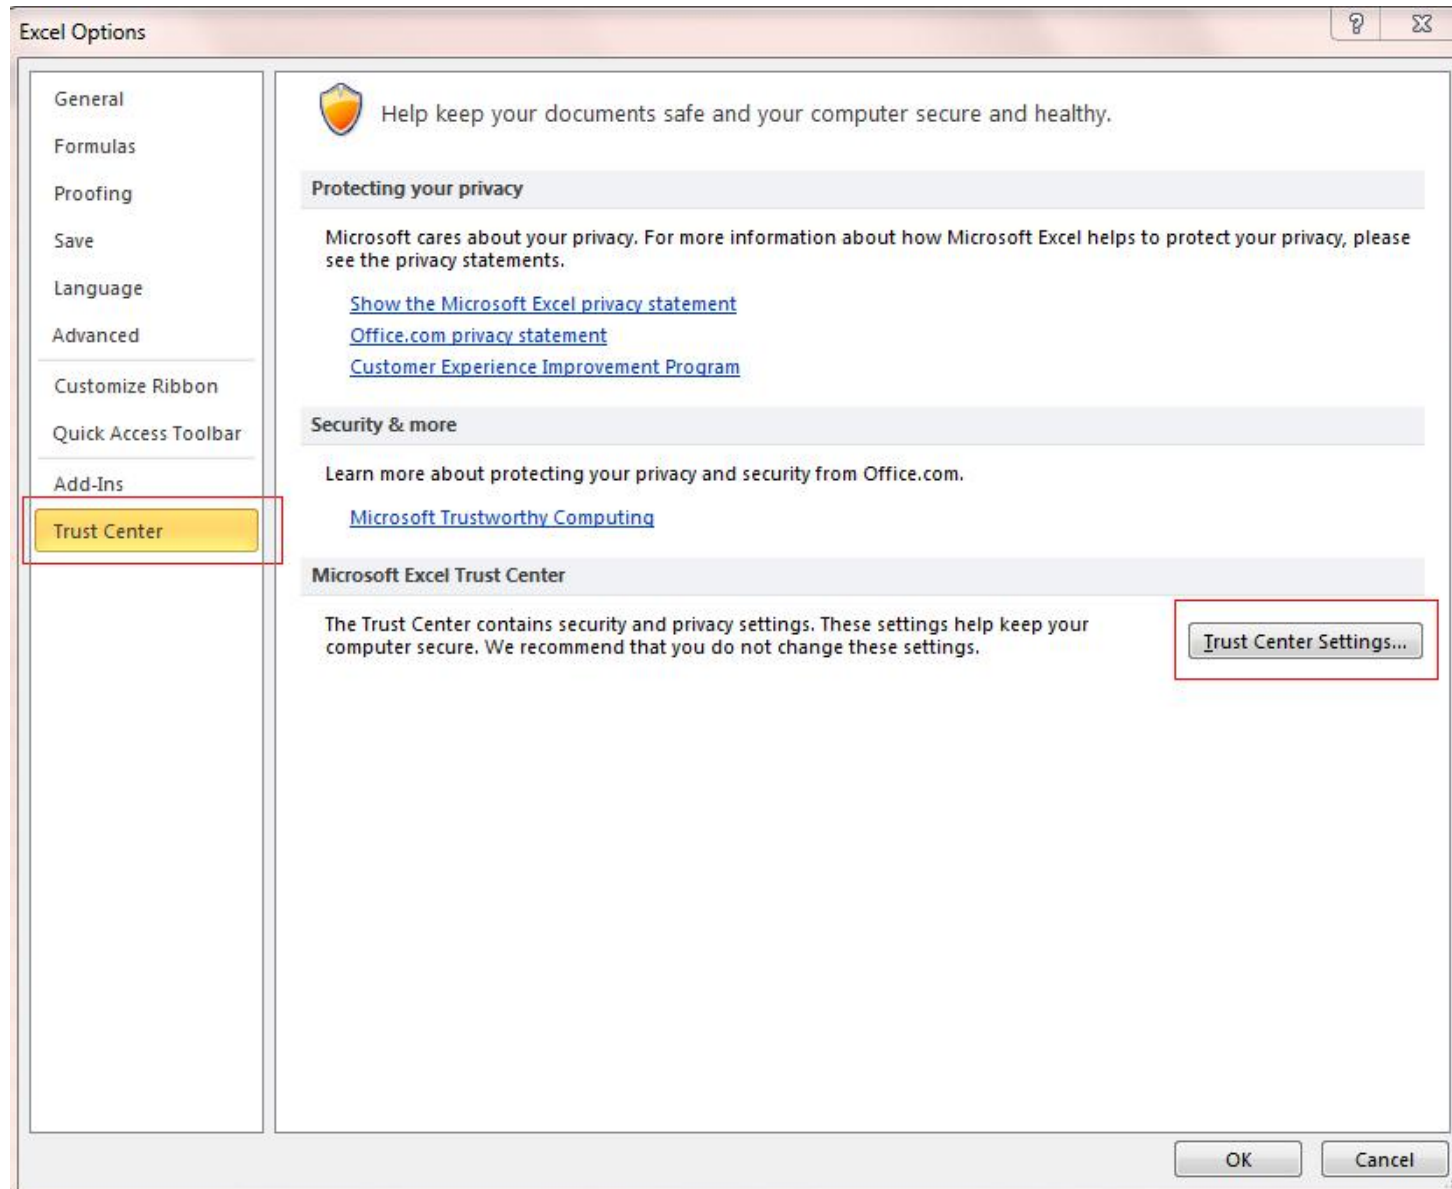 Excel Options
General
Formulas
Proofing
Save
Language
Advanced
Customize Ribbon
Quick Access Toolbar
Add-Ins
Trust Center
Help keep your documents safe and your computer secure and healthy.
Protecting your privacy
Microsoft cares about your privacy. For more information about how Microsoft Excel helps to protect your privacy, please
see the privacy statements.
Show the Microsoft Excel privacy statement
Office.com privacy statement
Customer Experience Improvement Program
Security & more
Learn more about protecting your privacy and security from Office.com.
Microsoft Trustworthy Computing
Microsoft Excel Trust Center
The Trust Center contains security and privacy settings. These settings help keep your
computer secure. We recommend that you do not change these settings.
Trust Center Settings...
OK
Cancel